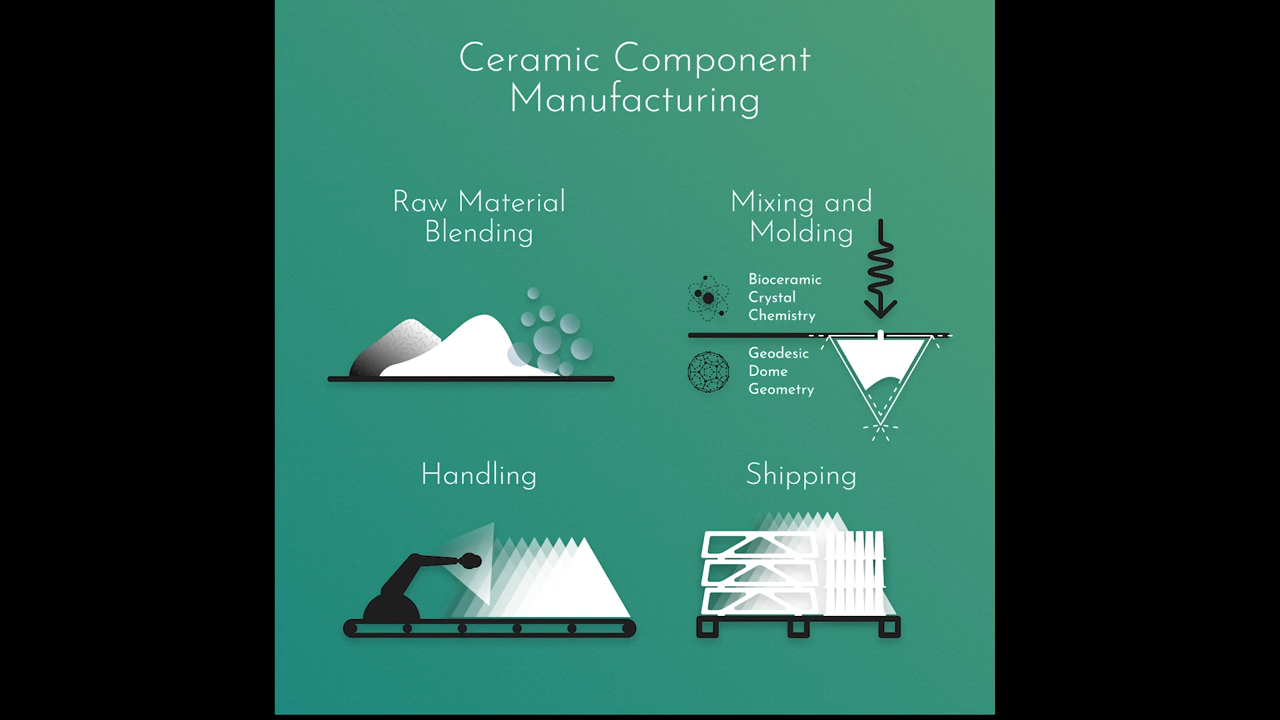 Ceramic Component
Manufacturing
Raw Material
Blending
Mixing and
Molding
Bioceramic
Crystal
Chemistry
Geodesic
Dome
Geometry
Handling
Shipping